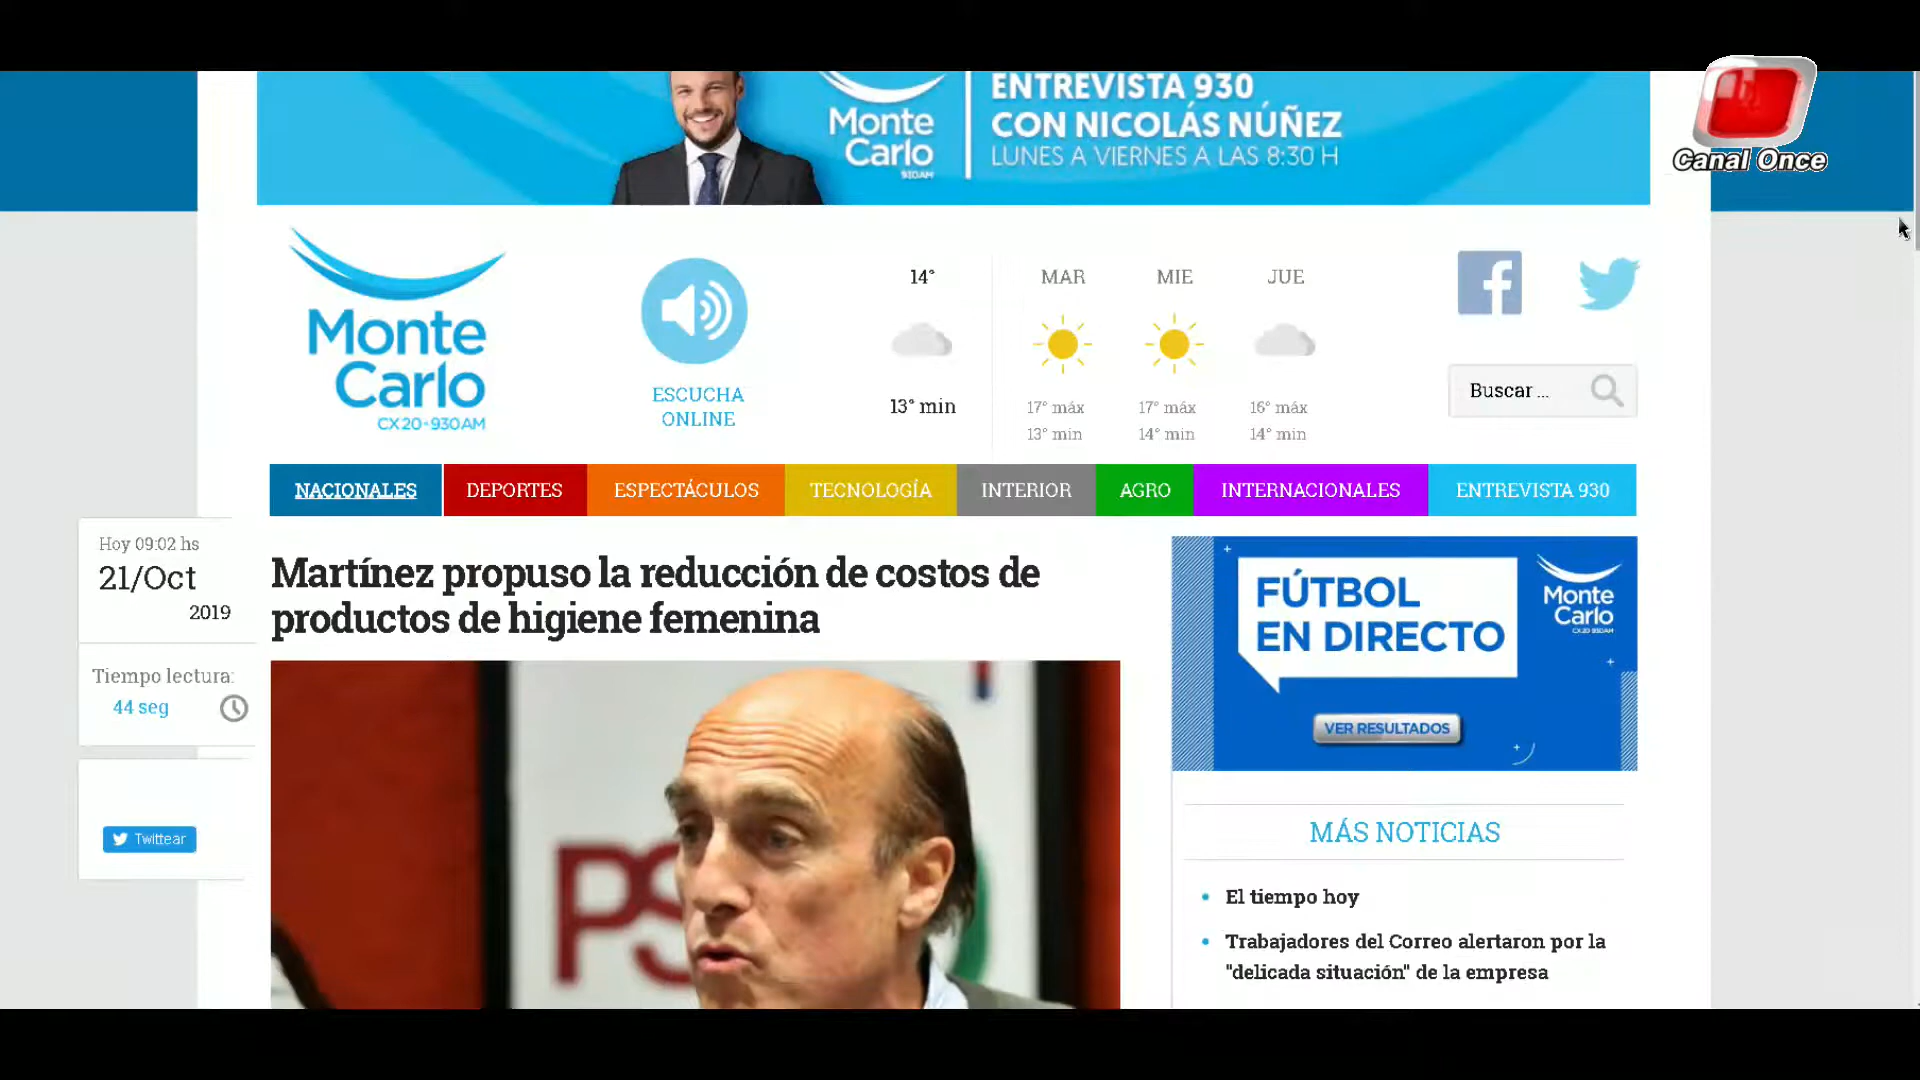 Canal Once
ENTREVISTA 930
CON NICOLÁS NÚÑEZ
LUNES A VIERNES A LAS 8:30 H
Monte
Carlo
930AM
Monte
Carlo
CX20·930AM
ESCUCHA
ONLINE
14°
13° min
MAR
17° máx
13° min
MIE
17° máx
14° min
JUE
16° máx
14° min
Buscar ...
NACIONALES DEPORTES ESPECTÁCULOS TECNOLOGÍA INTERIOR AGRO INTERNACIONALES ENTREVISTA 930
Hoy 09:02 hs
21/Oct
2019
Tiempo lectura:
44 seg
Twittear
Martínez propuso la reducción de costos de
productos de higiene femenina
PS
FÚTBOL
EN DIRECTO
Monte
Carlo
CX20 930AM
VER RESULTADOS
MÁS NOTICIAS
• El tiempo hoy
• Trabajadores del Correo alertaron por la
"delicada situación" de la empresa